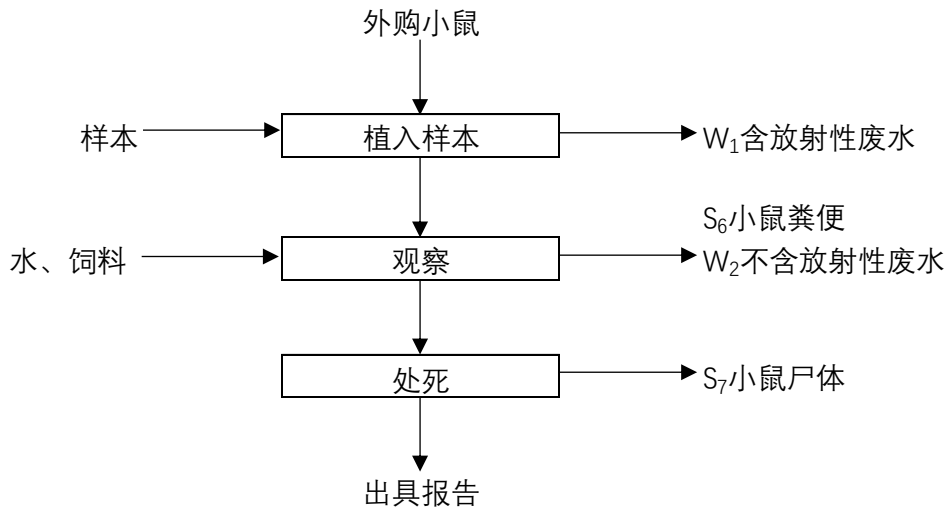 外购小鼠
样本
植入样本
W₁含放射性废水
S₆小鼠粪便
水、饲料
观察
W₂不含放射性废水
处死
S₇小鼠尸体
出具报告